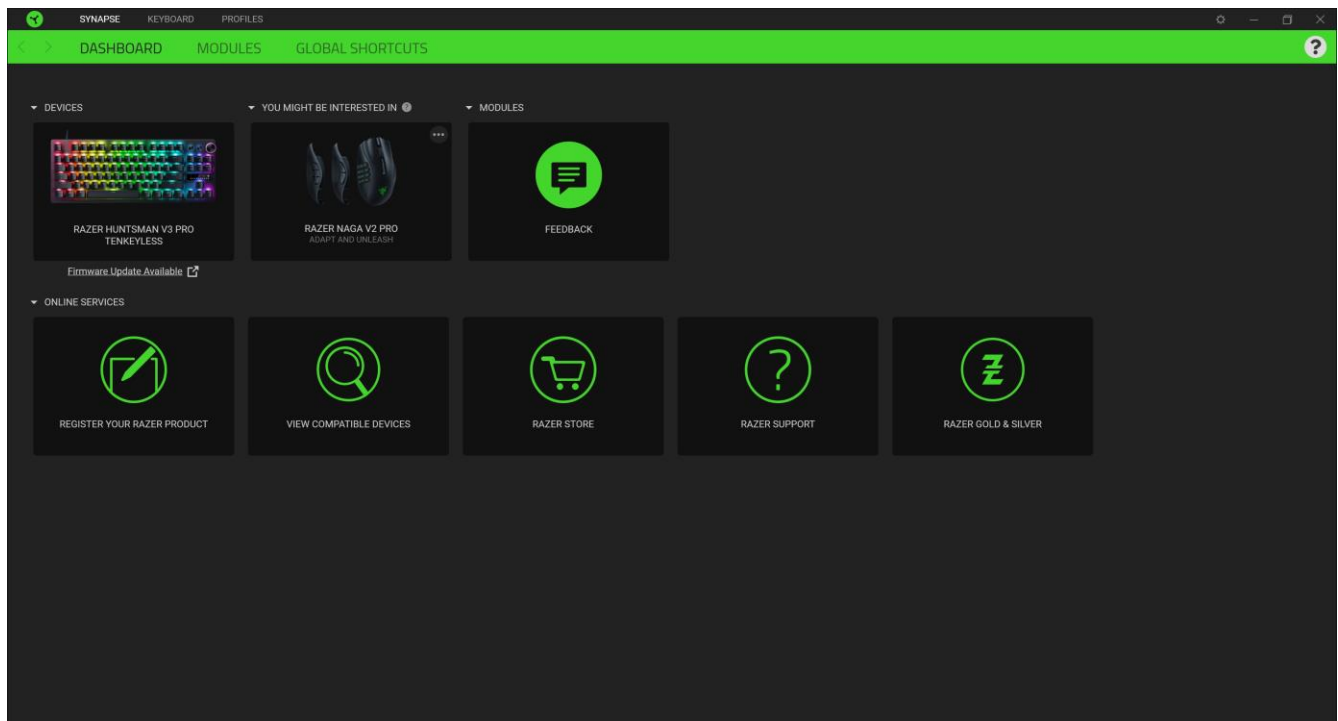 SYNAPSE KEYBOARD PROFILES
DASHBOARD MODULES GLOBAL SHORTCUTS
?
DEVICES
YOU MIGHT BE INTERESTED IN ?
MODULES
RAZER HUNTSMAN V3 PRO
TENKEYLESS
RAZER NAGA V2 PRO
ADAPT AND UNLEASH
FEEDBACK
Firmware Update Available
ONLINE SERVICES
REGISTER YOUR RAZER PRODUCT
VIEW COMPATIBLE DEVICES
RAZER STORE
?
RAZER SUPPORT
RAZER GOLD & SILVER